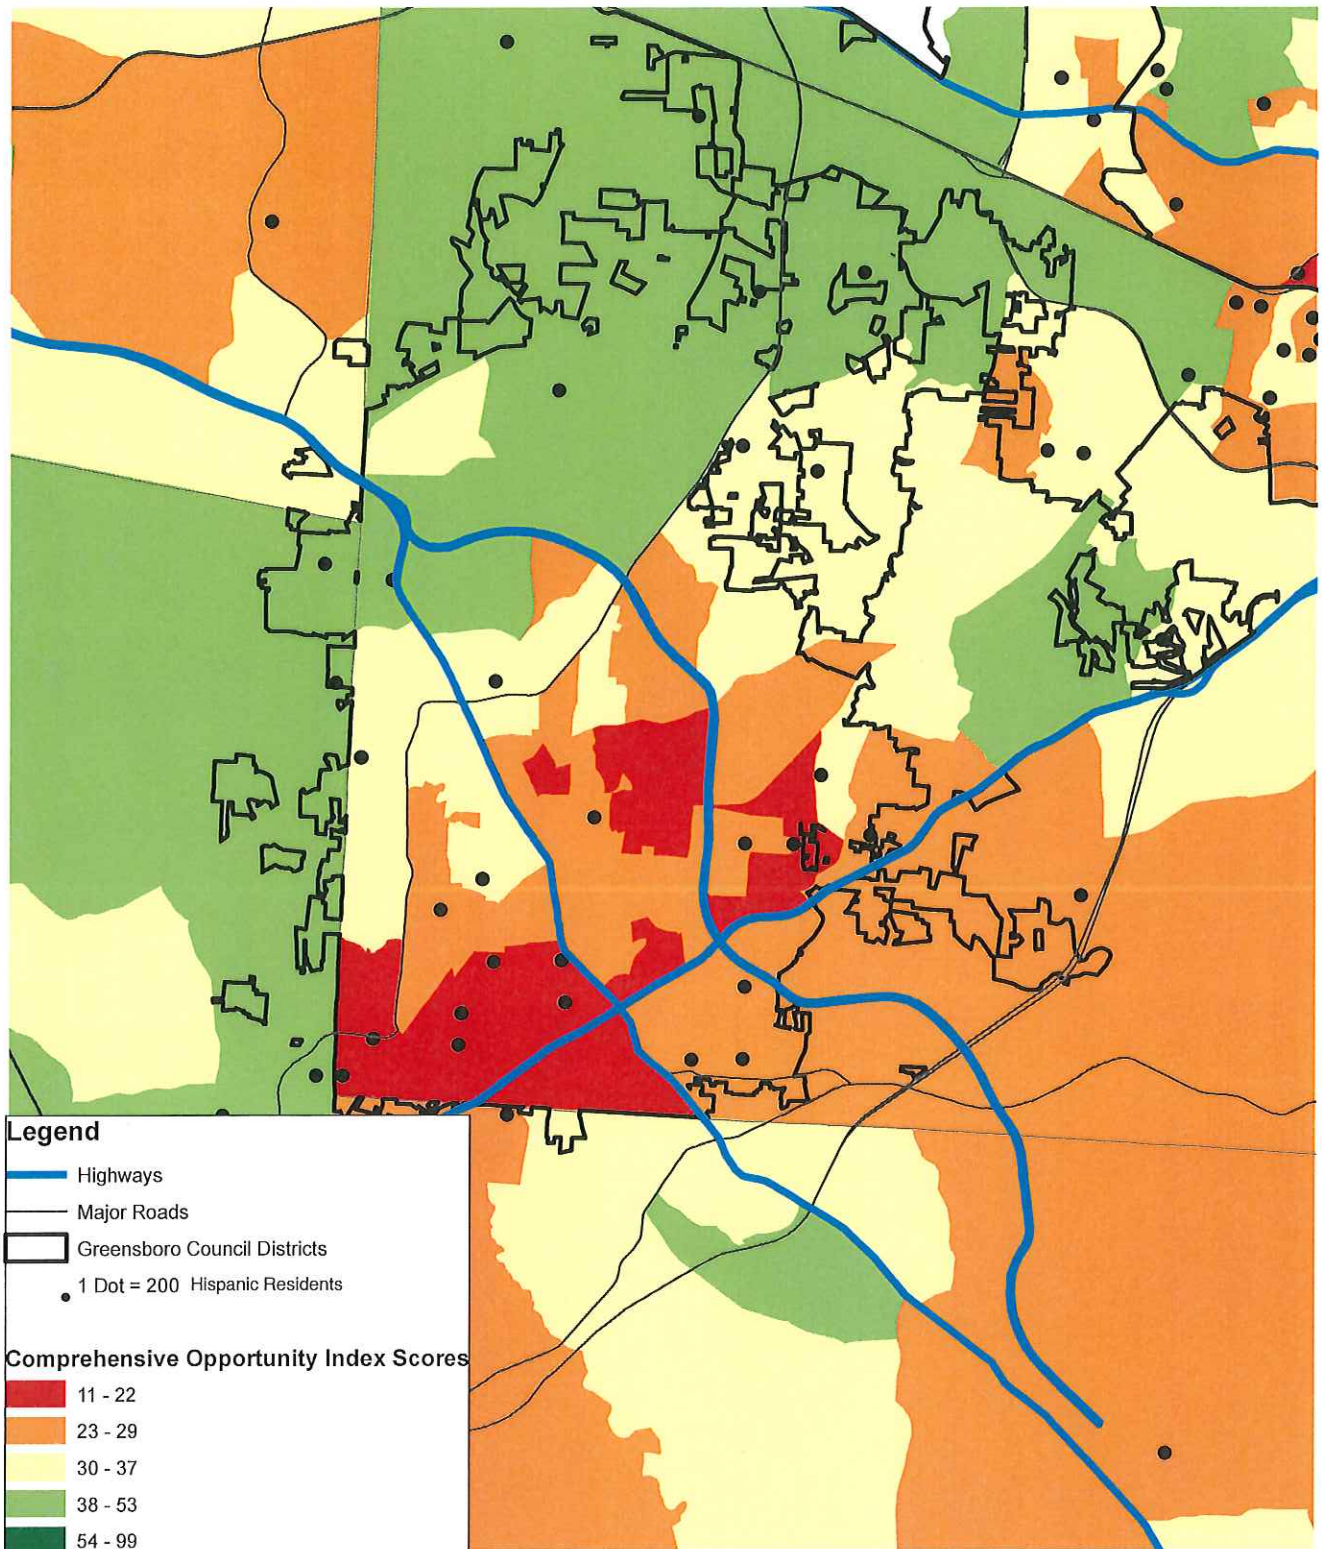 Legend
Highways
Major Roads
Greensboro Council Districts
1 Dot = 200 Hispanic Residents
Comprehensive Opportunity Index Scores
11 - 22
23 - 29
30 - 37
38 - 53
54 - 99